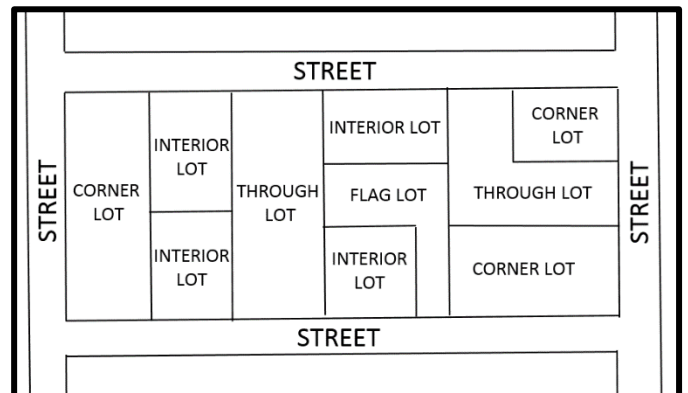 STREET
CORNER
LOT
INTERIOR
LOT
INTERIOR
LOT
THROUGH
LOT
INTERIOR LOT
FLAG LOT
INTERIOR
LOT
CORNER
LOT
THROUGH LOT
CORNER LOT
STREET
STREET
STREET